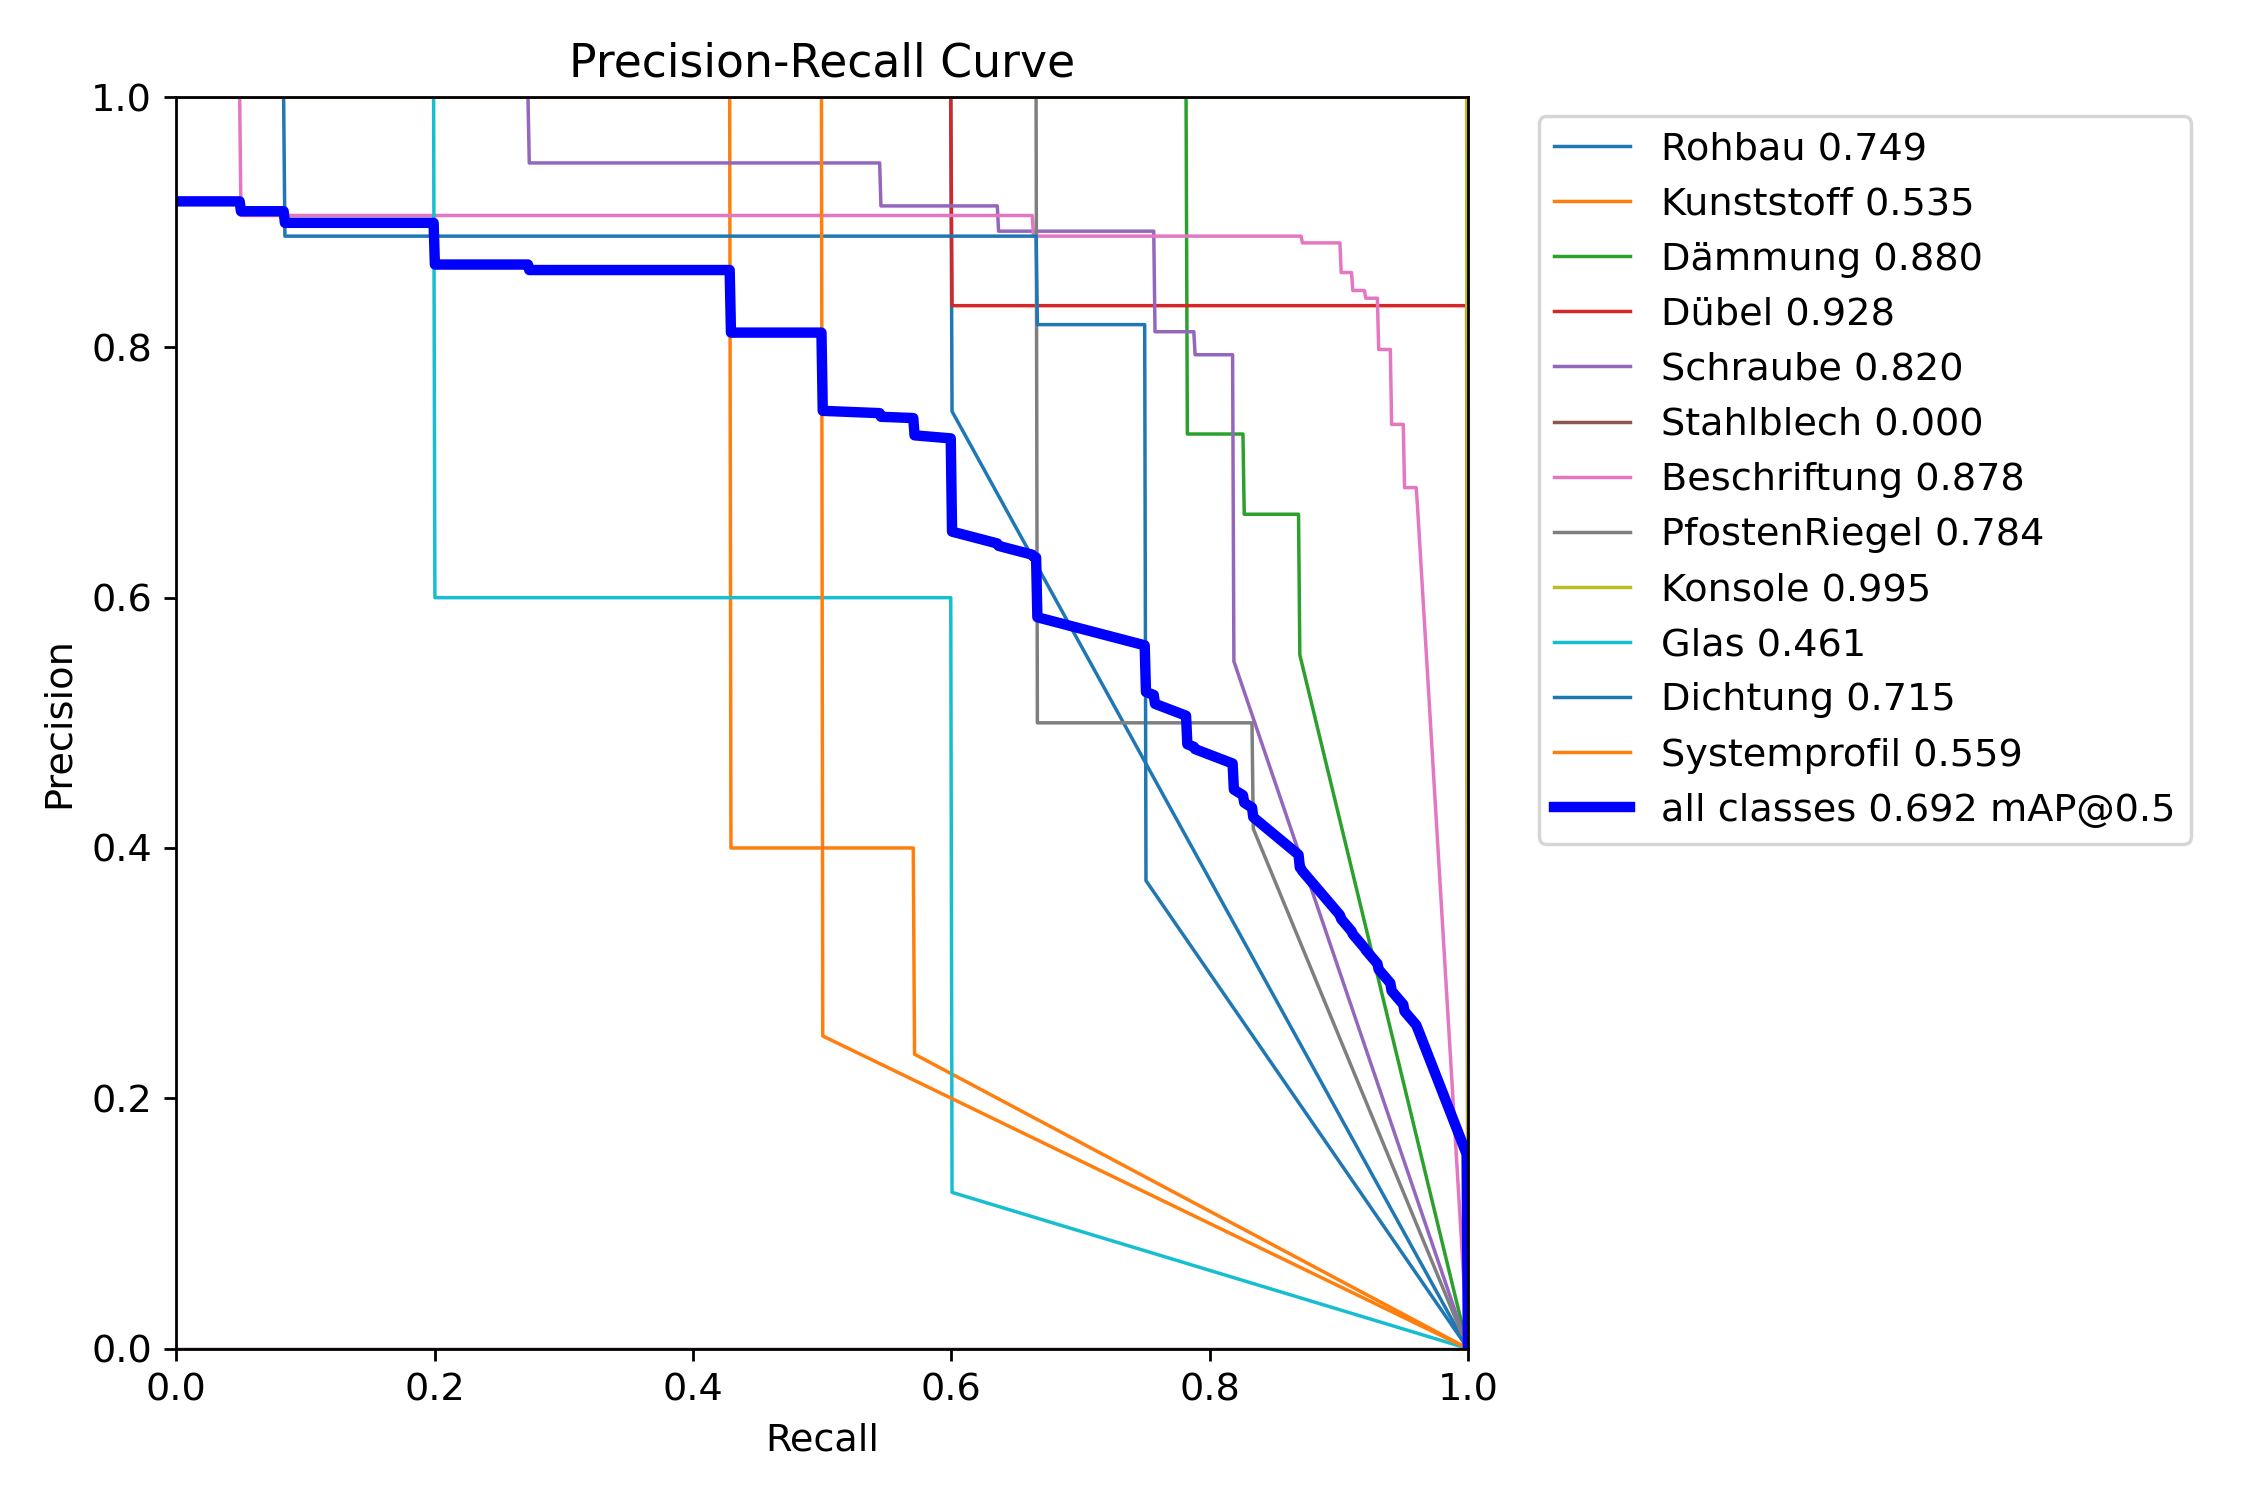 Precision-Recall Curve
1.0
0.8
0.6
0.4
0.2
0.0
Precision
0.0 0.2 0.4 0.6 0.8 1.0
Recall
Rohbau 0.749
Kunststoff 0.535
Dämmung 0.880
Dübel 0.928
Schraube 0.820
Stahlblech 0.000
Beschriftung 0.878
PfostenRiegel 0.784
Konsole 0.995
Glas 0.461
Dichtung 0.715
Systemprofil 0.559
all classes 0.692 mAP@0.5